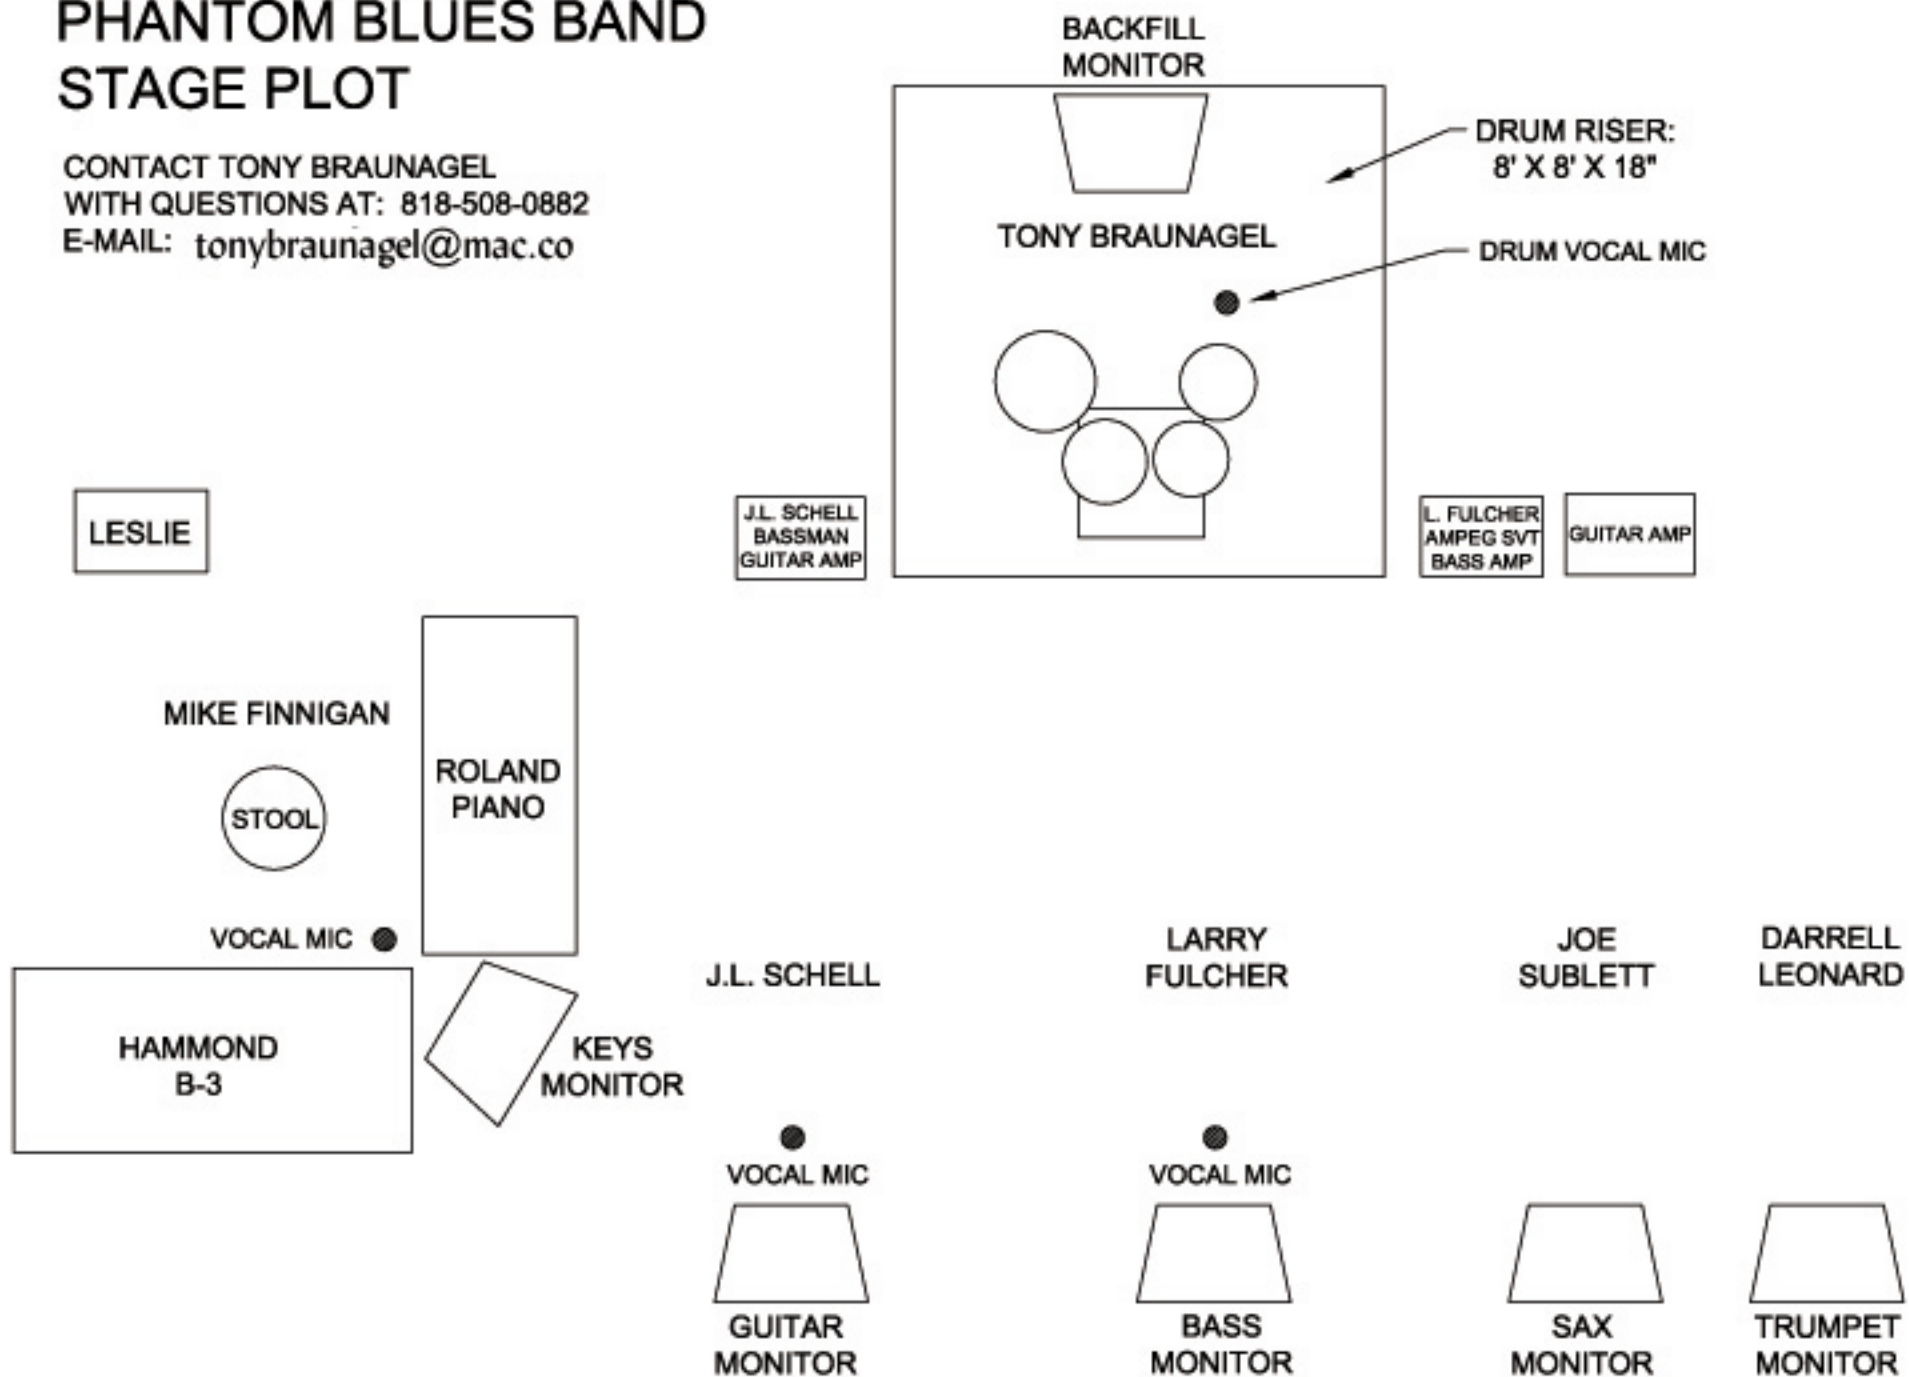 PHANTOM BLUES BAND
STAGE PLOT
CONTACT TONY BRAUNAGEL
WITH QUESTIONS AT: 818-508-0882
E-MAIL: tonybraunagel@mac.co
BACKFILL
MONITOR
DRUM RISER:
8' X 8' X 18"
TONY BRAUNAGEL
DRUM VOCAL MIC
LESLIE
J.L. SCHELL
BASSMAN
GUITAR AMP
L. FULCHER
AMPEG SVT
BASS AMP
GUITAR AMP
MIKE FINNIGAN
STOOL
ROLAND
PIANO
VOCAL MIC
HAMMOND
B-3
KEYS
MONITOR
J.L. SCHELL
LARRY
FULCHER
JOE
SUBLETT
DARRELL
LEONARD
VOCAL MIC
VOCAL MIC
GUITAR
MONITOR
BASS
MONITOR
SAX
MONITOR
TRUMPET
MONITOR